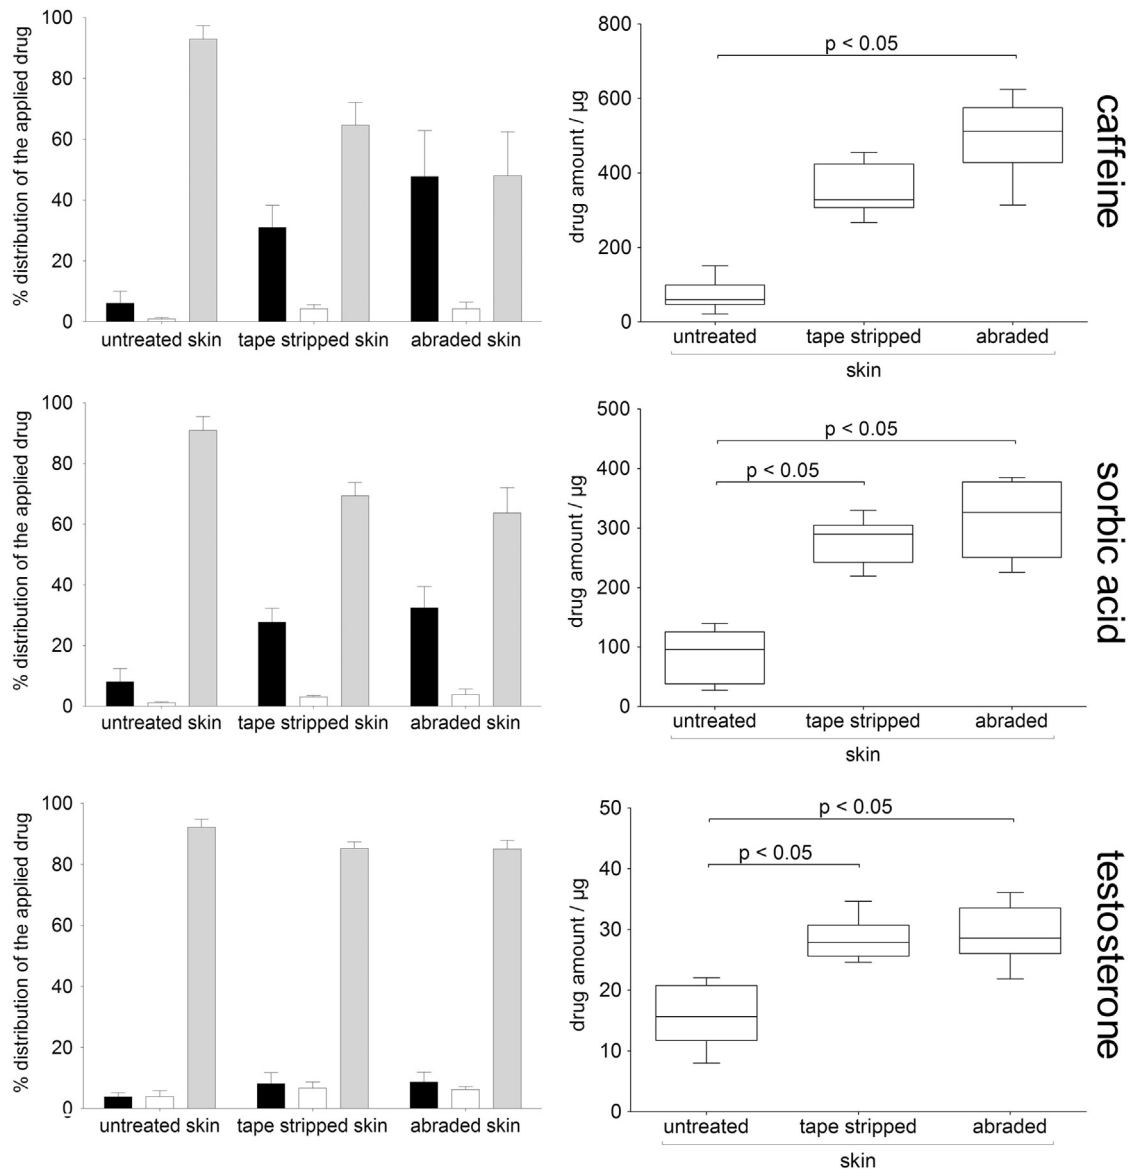 % distribution of the applied drug
100
80
60
40
20
0
untreated skin
tape stripped skin
abraded skin
drug amount / µg
800
600
400
200
0
p < 0.05
untreated
tape stripped
abraded
skin
caffeine
% distribution of the applied drug
100
80
60
40
20
0
untreated skin
tape stripped skin
abraded skin
drug amount / µg
500
400
300
200
100
0
p < 0.05
p < 0.05
untreated
tape stripped
abraded
skin
sorbic acid
% distribution of the applied drug
100
80
60
40
20
0
untreated skin
tape stripped skin
abraded skin
drug amount / µg
50
40
30
20
10
0
p < 0.05
p < 0.05
untreated
tape stripped
abraded
skin
testosterone